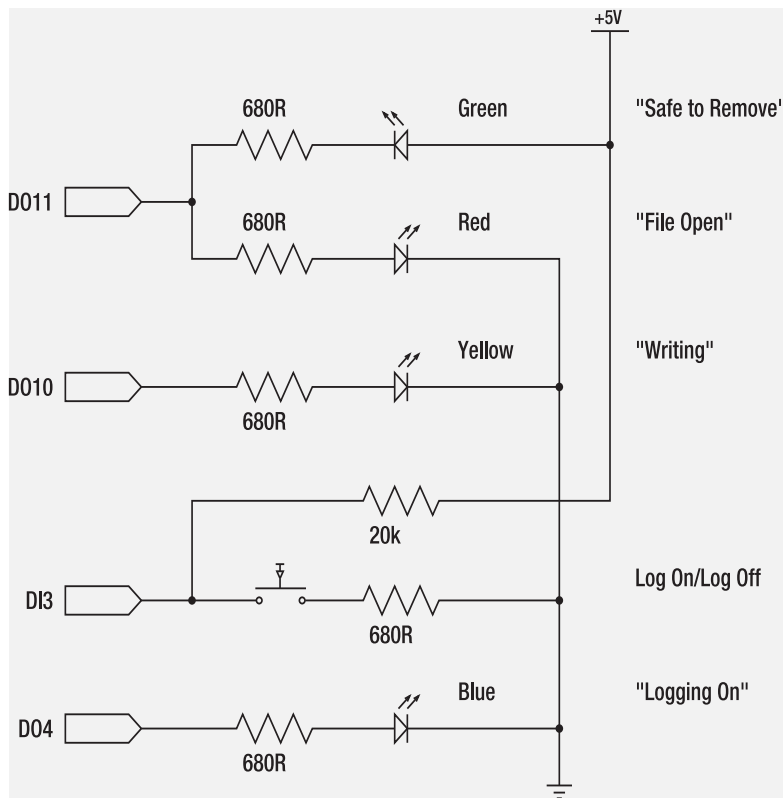 +5V
680R Green "Safe to Remove"
DO11
680R Red "File Open"
Yellow "Writing"
DO10
680R
20k
Log On/Log Off
DI3
680R
Blue "Logging On"
DO4
680R